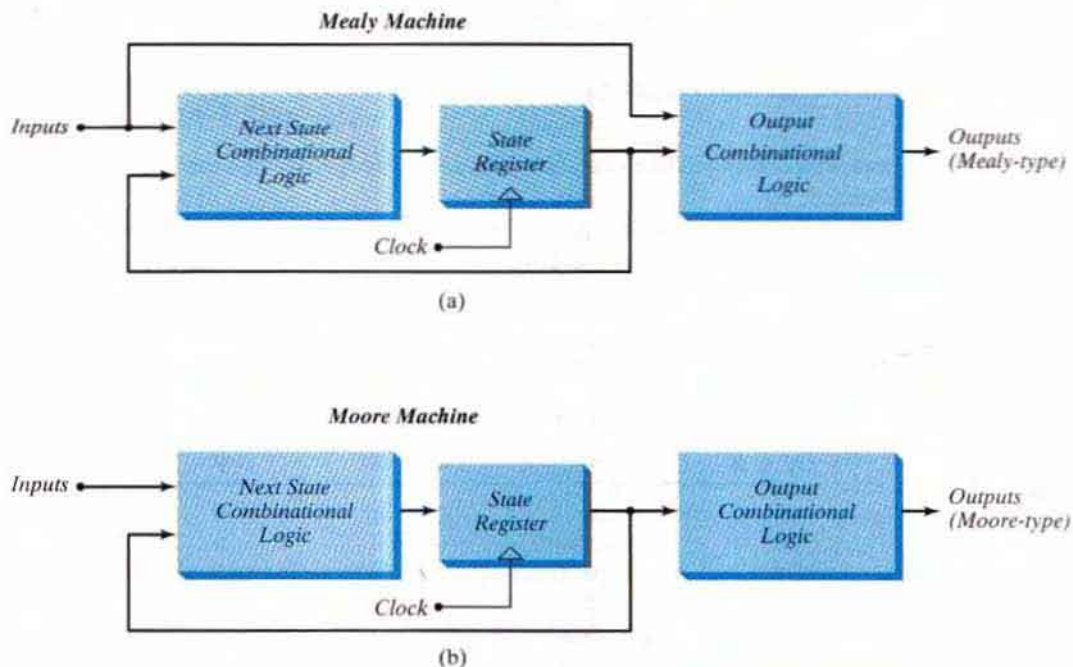 Mealy Machine
Inputs
Next State
Combinational
Logic
State
Register
Clock
Output
Combinational
Logic
Outputs
(Mealy-type)
(a)
Moore Machine
Inputs
Next State
Combinational
Logic
State
Register
Clock
Output
Combinational
Logic
Outputs
(Moore-type)
(b)